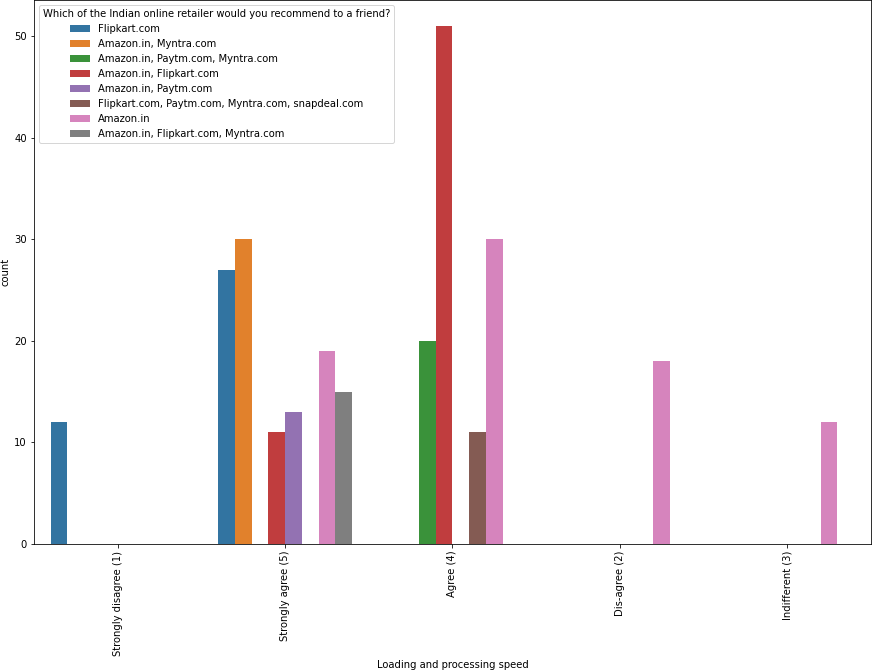 Which of the Indian online retailer would you recommend to a friend?
Flipkart.com
Amazon.in, Myntra.com
Amazon.in, Paytm.com, Myntra.com
Amazon.in, Flipkart.com
Amazon.in, Paytm.com
Flipkart.com, Paytm.com, Myntra.com, snapdeal.com
Amazon.in
Amazon.in, Flipkart.com, Myntra.com
50
40
30
20
10
0
count
Strongly disagree (1)
Strongly agree (5)
Agree (4)
Dis-agree (2)
Indifferent (3)
Loading and processing speed